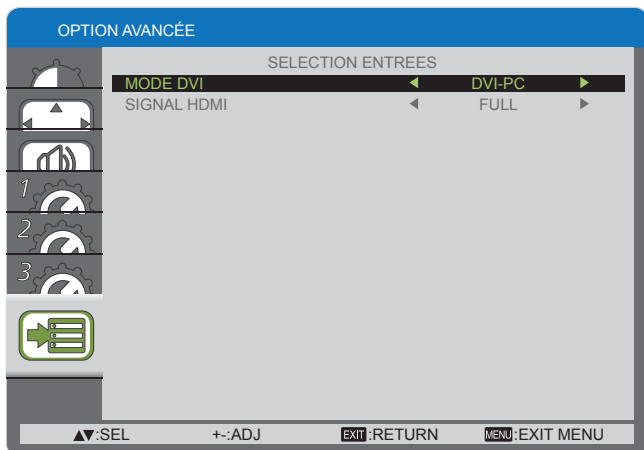 OPTION AVANCÉE
SELECTION ENTREES
MODE DVI ◀ DVI-PC ▶
SIGNAL HDMI ◀ FULL ▶
1
2
3
▲▼:SEL +-:ADJ EXIT:RETURN MENU:EXIT MENU